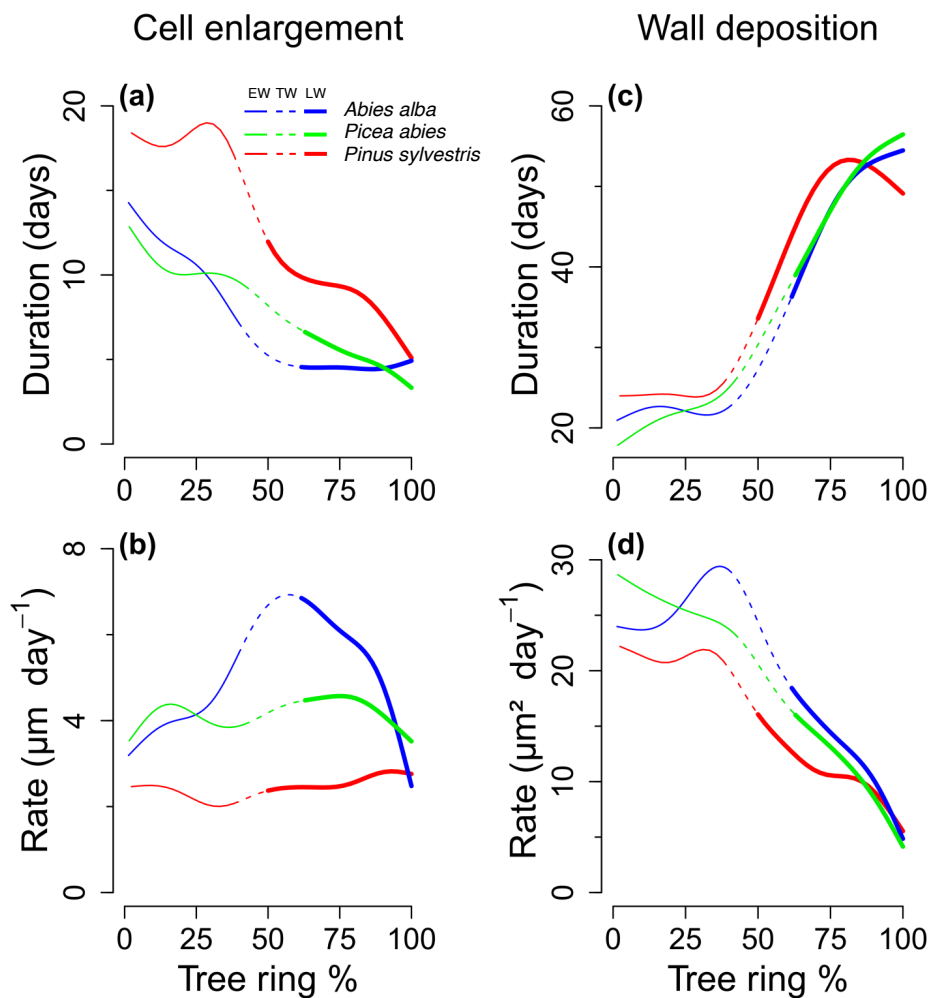 Cell enlargement
Wall deposition
(a)
EW TW LW
Abies alba
Picea abies
Pinus sylvestris
Duration (days)
0
10
20
0 25 50 75 100
(c)
Duration (days)
20
40
60
0 25 50 75 100
(b)
Rate (µm day−1)
0
4
8
0 25 50 75 100
Tree ring %
(d)
Rate (µm² day−1)
0
10
20
30
0 25 50 75 100
Tree ring %